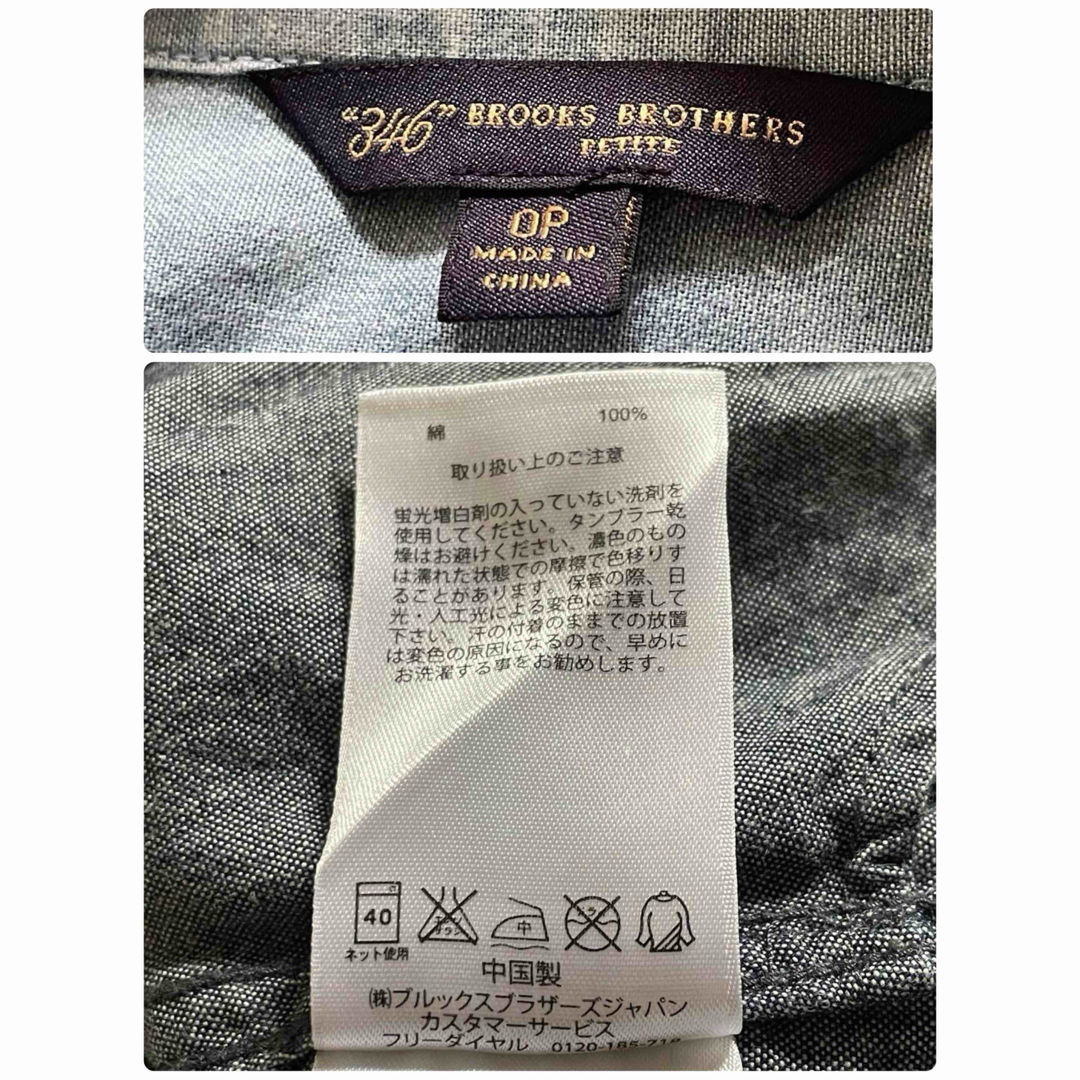 "346" BROOKS BROTHERS
PETITE
OP
MADE IN
CHINA
綿 100%
取り扱い上のご注意
蛍光増白剤の入っていない洗剤を
使用してください。タンブラー乾
燥はお避けください。濃色のもの
は濡れた状態での摩擦で色移りす
ることがあります。保管の際、日
光・人工光による変色に注意して
下さい。汗の付着のままでの放置
は変色の原因になるので、早めに
お洗濯する事をお勧めします。
40 中
ネット使用
中国製
㈱ブルックスブラザーズジャパン
カスタマーサービス
フリーダイヤル 0120-185-718